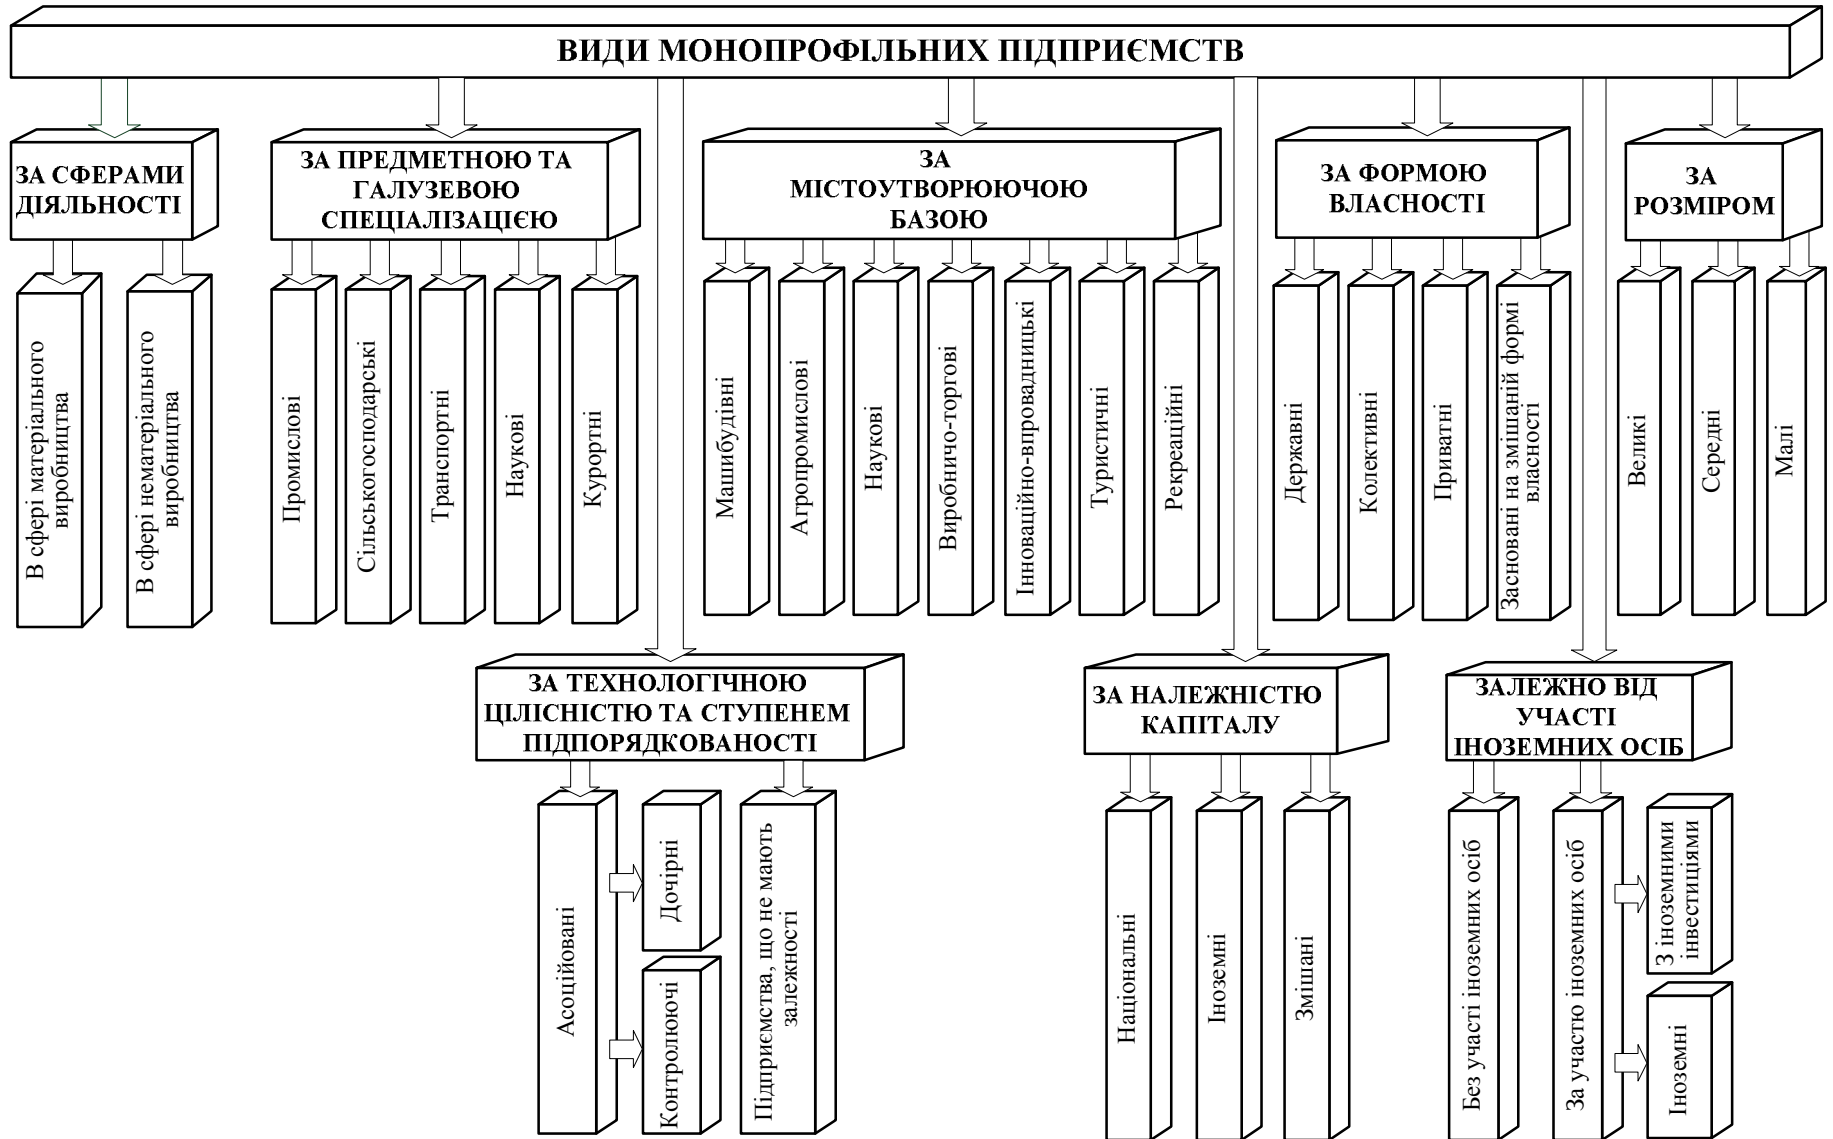 ВИДИ МОНОПРОФІЛЬНИХ ПІДПРИЄМСТВ
ЗА СФЕРАМИ
ДІЯЛЬНОСТІ
В сфері матеріального
виробництва
В сфері нематеріального
виробництва
ЗА ПРЕДМЕТНОЮ ТА
ГАЛУЗЕВОЮ
СПЕЦІАЛІЗАЦІЄЮ
Промислові
Сільськогосподарські
Транспортні
Наукові
Курортні
ЗА
МІСТОУТВОРЮЮЧОЮ
БАЗОЮ
Машибудівні
Агропромислові
Наукові
Виробничо-торгові
Інноваційно-впровадницькі
Туристичні
Рекреаційні
ЗА ФОРМОЮ
ВЛАСНОСТІ
Державні
Колективні
Приватні
Засновані на змішаній формі
власності
ЗА
РОЗМІРОМ
Великі
Середні
Малі
ЗА ТЕХНОЛОГІЧНОЮ
ЦІЛІСНІСТЮ ТА СТУПЕНЕМ
ПІДПОРЯДКОВАНОСТІ
Асоційовані
Дочірні
Контролюючі
Підприємства, що не мають
залежності
ЗА НАЛЕЖНІСТЮ
КАПІТАЛУ
Національні
Іноземні
Змішані
ЗАЛЕЖНО ВІД
УЧАСТІ
ІНОЗЕМНИХ ОСІБ
Без участі іноземних осіб
За участю іноземних осіб
З іноземними
інвестиціями
Іноземні